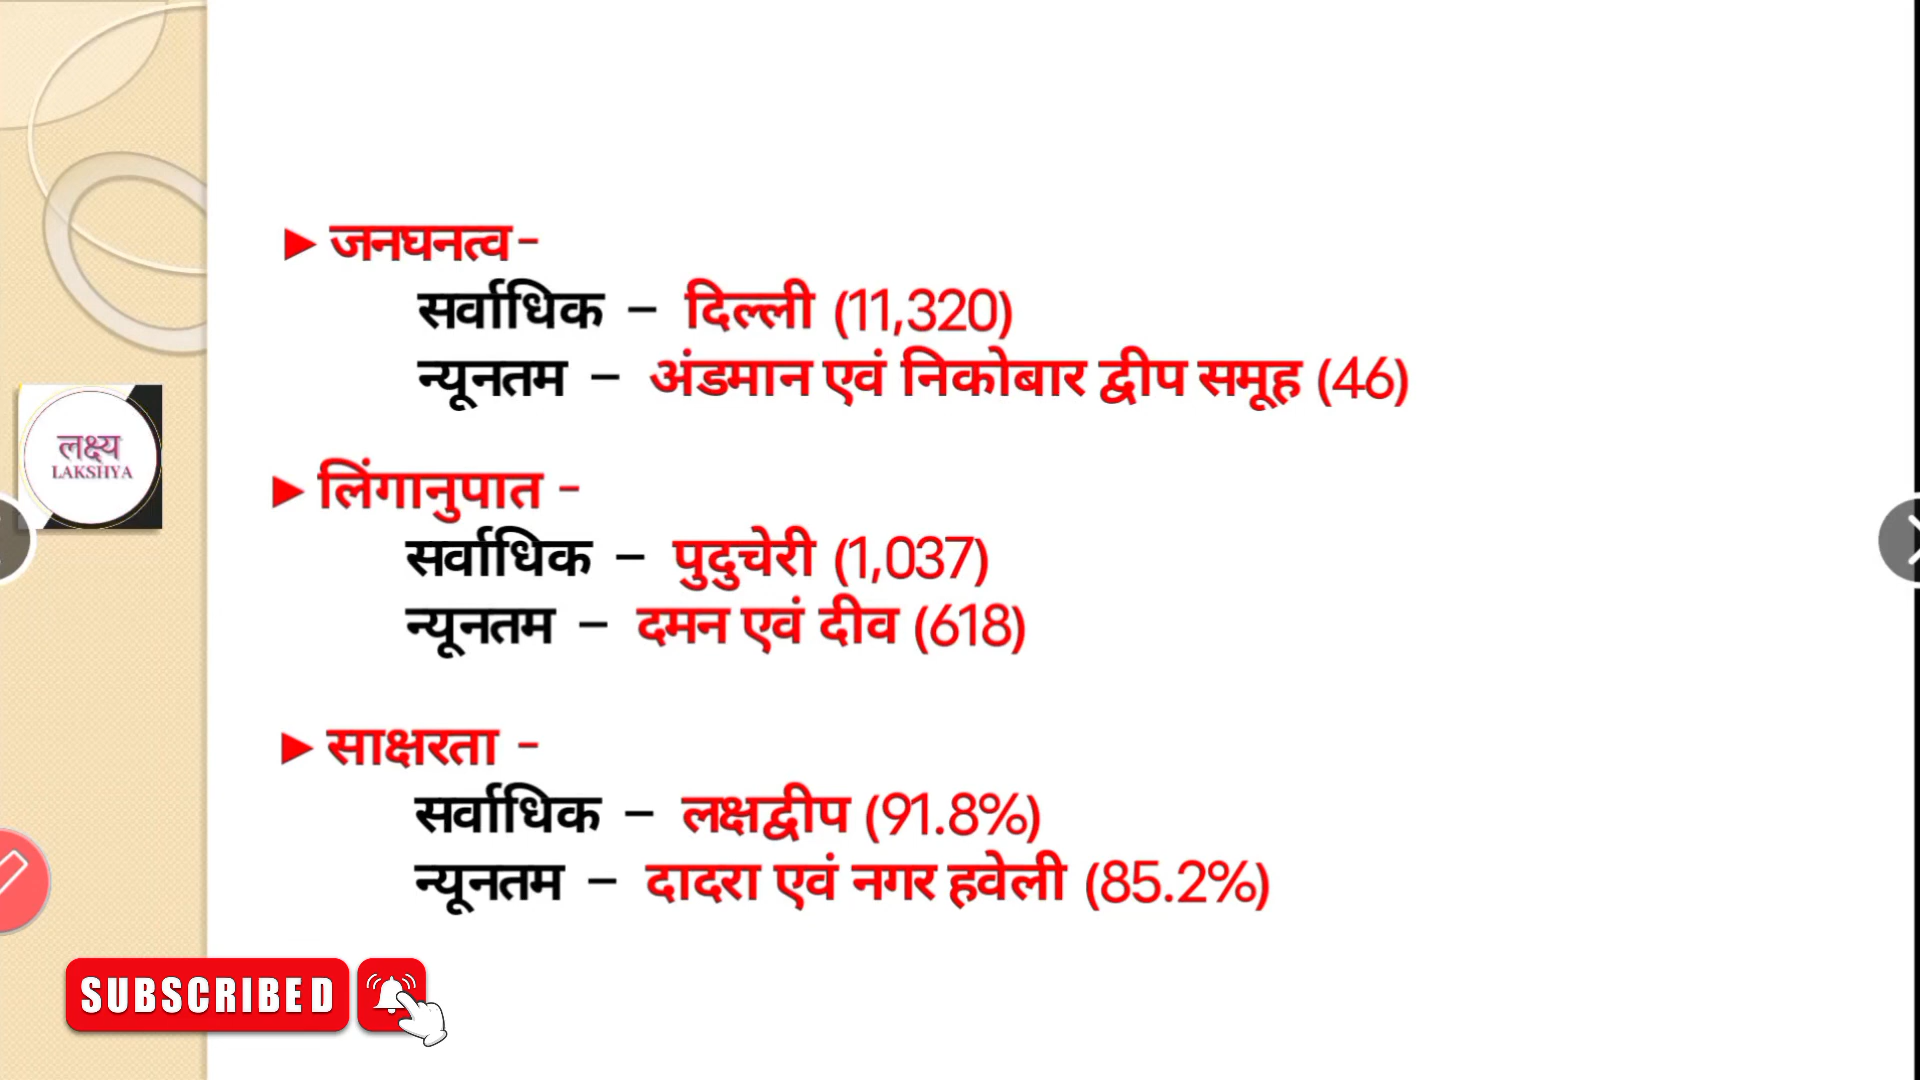 ► जनघनत्व-
सर्वाधिक – दिल्ली (11,320)
न्यूनतम – अंडमान एवं निकोबार द्वीप समूह (46)
► लिंगानुपात -
सर्वाधिक – पुदुचेरी (1,037)
न्यूनतम – दमन एवं दीव (618)
► साक्षरता -
सर्वाधिक – लक्षद्वीप (91.8%)
न्यूनतम – दादरा एवं नगर हवेली (85.2%)
लक्ष्य
LAKSHYA
SUBSCRIBED